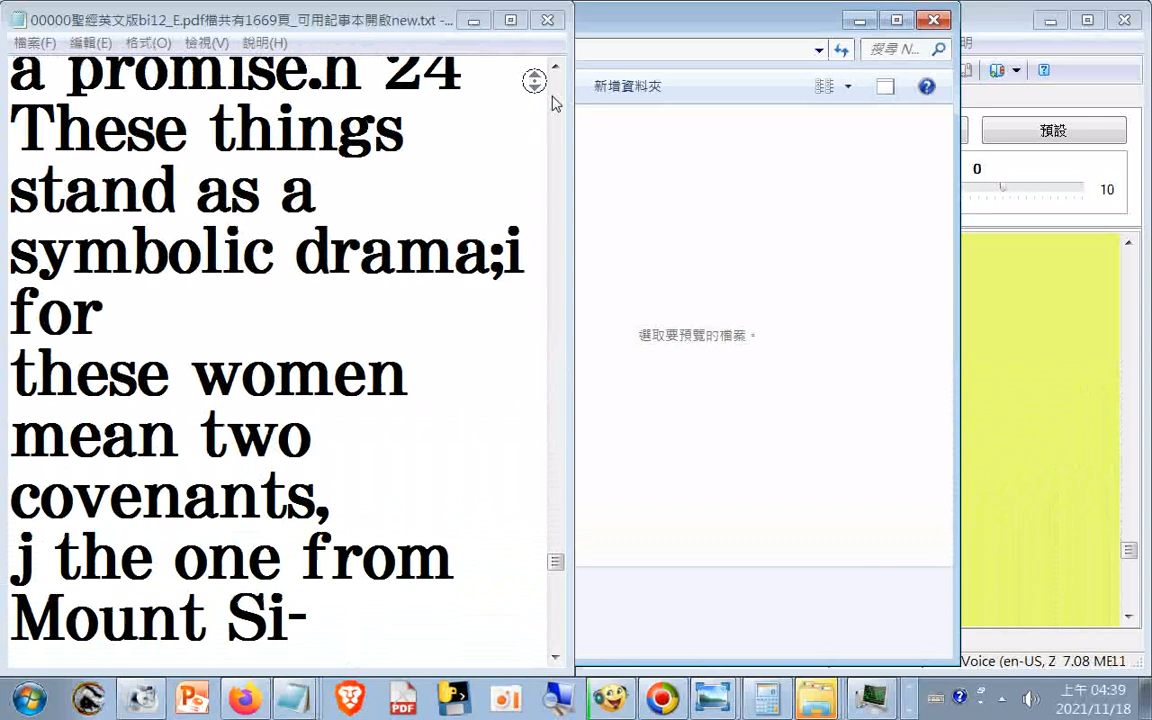 00000聖經英文版bi12_E.pdf檔共有1669頁_可用記事本開啟new.txt -...
檔案(F) 編輯(E) 格式(O) 檢視(V) 說明(H)
a promise.h 24
These things
stand as a
symbolic drama;i
for
these women
mean two
covenants,
j the one from
Mount Si-
搜尋 N...
新增資料夾
選取要預覽的檔案。
明
預設
0
10
Voice (en-US, Z 7.08 ME11
PDF
上午 04:39
2021/11/18